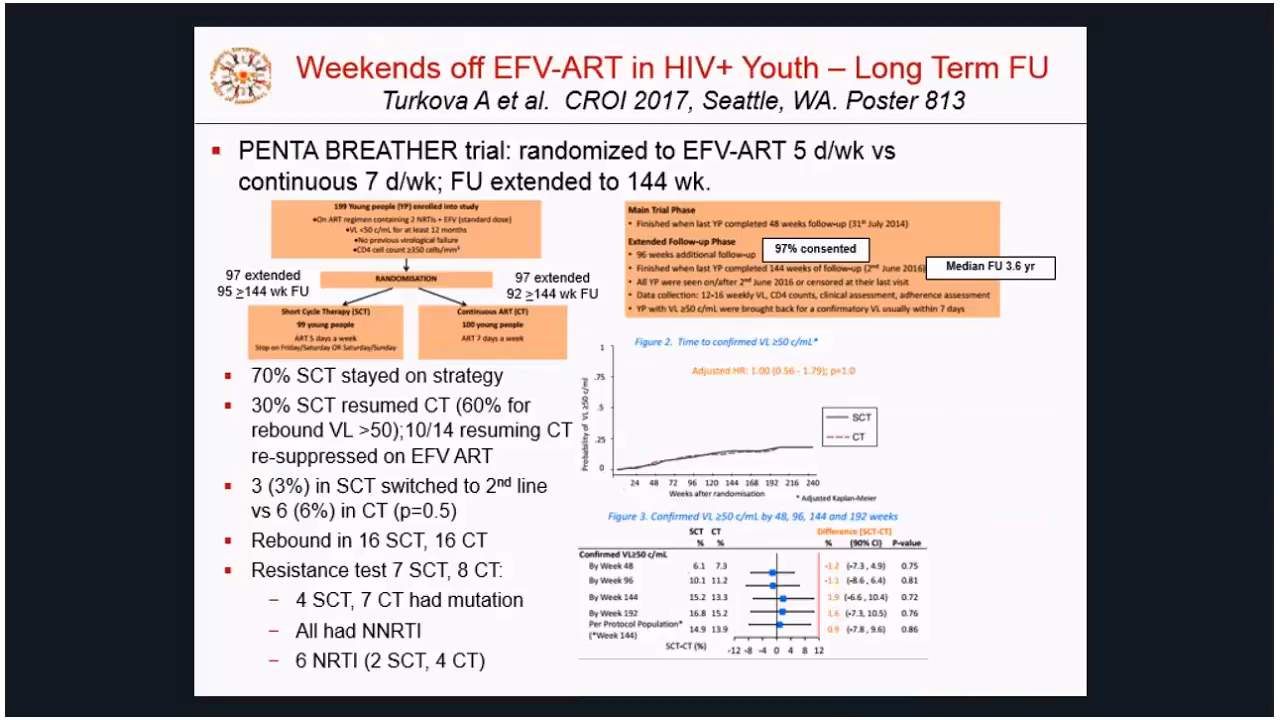 Weekends off EFV-ART in HIV+ Youth – Long Term FU
Turkova A et al. CROI 2017, Seattle, WA. Poster 813
▪ PENTA BREATHER trial: randomized to EFV-ART 5 d/wk vs
continuous 7 d/wk; FU extended to 144 wk.
199 Young people (YP) enrolled into study
•On ART regimen containing 2 NRTIs + EFV (standard dose)
•VL <50 c/mL for at least 12 months
•No previous virological failure
•CD4 cell count ≥350 cells/mm³
97 extended
95 ≥144 wk FU
RANDOMISATION
97 extended
92 ≥144 wk FU
Short Cycle Therapy (SCT)
99 young people
ART 5 days a week
Stop on Friday/Saturday OR Saturday/Sunday
Continuous ART (CT)
100 young people
ART 7 days a week
Main Trial Phase
• Finished when last YP completed 48 weeks follow-up (31st July 2014)
Extended Follow-up Phase
97% consented
• 96 weeks additional follow-up
• Finished when last YP completed 144 weeks of follow-up (2nd June 2016)
Median FU 3.6 yr
• All YP were seen on/after 2nd June 2016 or censored at their last visit
• Data collection: 12-16 weekly VL, CD4 counts, clinical assessment, adherence assessment
• YP with VL ≥50 c/mL were brought back for a confirmatory VL usually within 7 days
▪ 70% SCT stayed on strategy
▪ 30% SCT resumed CT (60% for
rebound VL >50);10/14 resuming CT
re-suppressed on EFV ART
▪ 3 (3%) in SCT switched to 2nd line
vs 6 (6%) in CT (p=0.5)
▪ Rebound in 16 SCT, 16 CT
▪ Resistance test 7 SCT, 8 CT:
– 4 SCT, 7 CT had mutation
– All had NNRTI
– 6 NRTI (2 SCT, 4 CT)
Figure 2. Time to confirmed VL ≥50 c/mL*
Adjusted HR: 1.00 (0.56 - 1.79); p=1.0
Probability of VL ≥50 c/ml
1
.75
.5
.25
0
SCT
CT
24 48 72 96 120 144 168 192 216 240
Weeks after randomisation
* Adjusted Kaplan-Meier
Figure 3. Confirmed VL ≥50 c/mL by 48, 96, 144 and 192 weeks
SCT CT Difference (SCT-CT)
% % % (90% CI) P-value
Confirmed VL≥50 c/mL
By Week 48 6.1 7.3 -1.2 (-7.3, 4.9) 0.75
By Week 96 10.1 11.2 -1.1 (-8.6, 6.4) 0.81
By Week 144 15.2 13.3 1.9 (-6.6, 10.4) 0.72
By Week 192 16.8 15.2 1.6 (-7.3, 10.5) 0.76
Per Protocol Population* 14.9 13.9 0.9 (-7.8, 9.6) 0.86
(*Week 144)
SCT-CT (%) -12 -8 -4 0 4 8 12